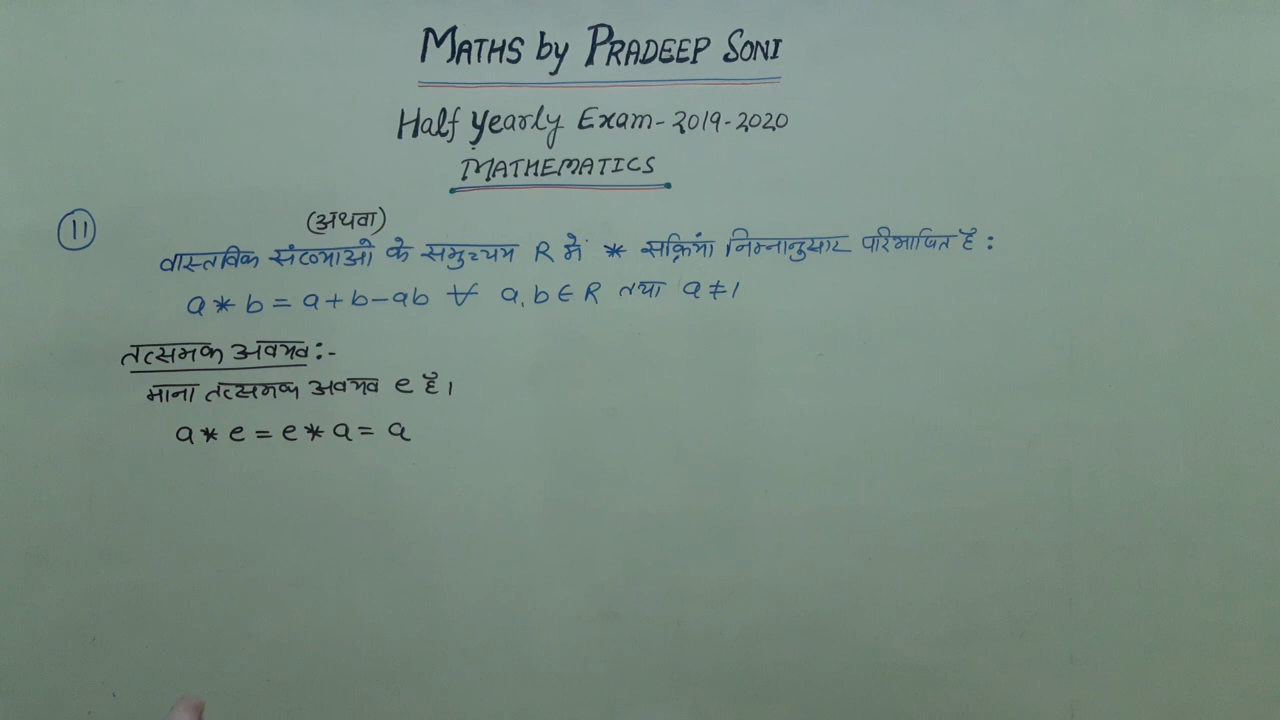 MATHS by PRADEEP SONI
Half Yearly Exam - 2019-2020
MATHEMATICS
(अथवा)
11 वास्तविक संख्याओ के समुच्चय R में * सक्रियां निम्नानुसार परिभाषित है :
a * b = a + b - ab ∀ a, b ∈ R तथा a ≠ 1
तत्समक अवयव :-
माना तत्समक अवयव e है।
a * e = e * a = a